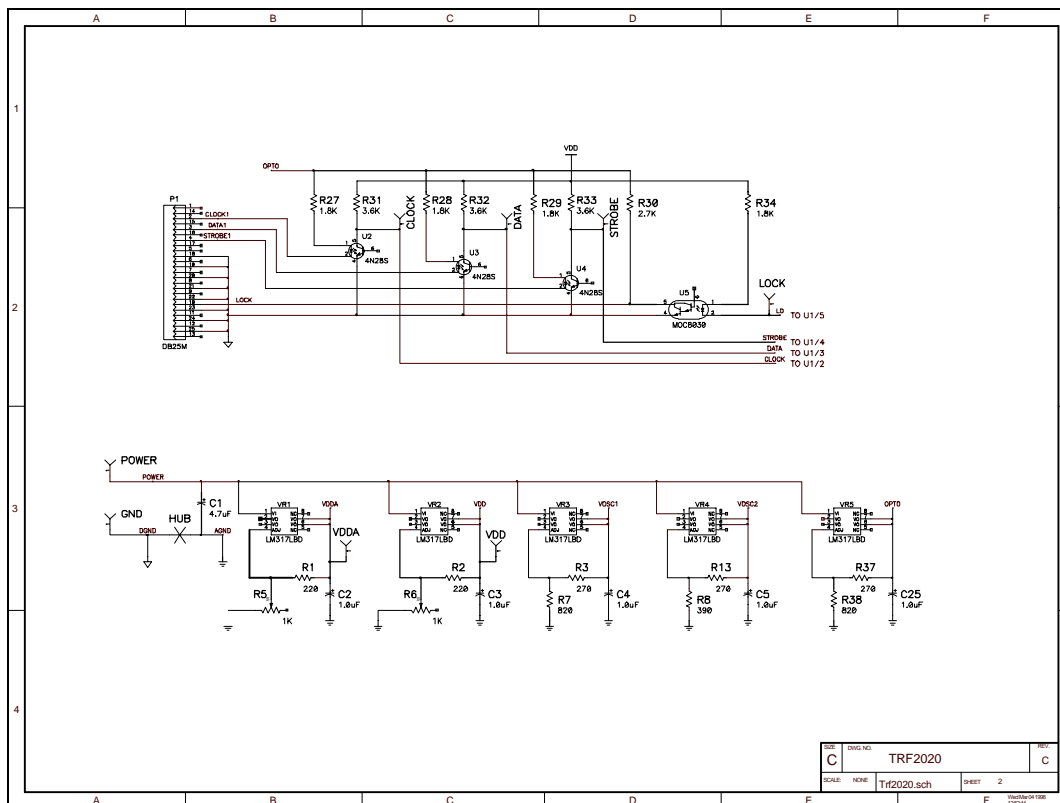 A B C D E F
1
2
3
4
VDD
OPTO
P1
CLOCK1
DATA1
STROBE1
LOCK
DB25M
R27
1.8K
R31
3.6K
R28
1.8K
R32
3.6K
R29
1.8K
R33
3.6K
R30
2.7K
R34
1.8K
CLOCK
DATA
STROBE
U2
4N28S
U3
4N28S
U4
4N28S
U5
MOC8030
LOCK
LD TO U1/5
STROBE TO U1/4
DATA TO U1/3
CLOCK TO U1/2
POWER
POWER
GND
DGND
HUB
AGND
C1
4.7uF
VR1
LM317LBD
VDDA
VDDA
R1
220
R5
1K
C2
1.0uF
VR2
LM317LBD
VDD
VDD
R2
220
R6
1K
C3
1.0uF
VR3
LM317LBD
VOSC1
R3
270
R7
820
C4
1.0uF
VR4
LM317LBD
VOSC2
R13
270
R8
390
C5
1.0uF
VR5
LM317LBD
OPTO
R37
270
R38
820
C25
1.0uF
SIZE
C
DWG. NO.
TRF2020
REV.
C
SCALE: NONE
Trf2020.sch
SHEET 2
Wed Mar 04 1998
A B C D E F